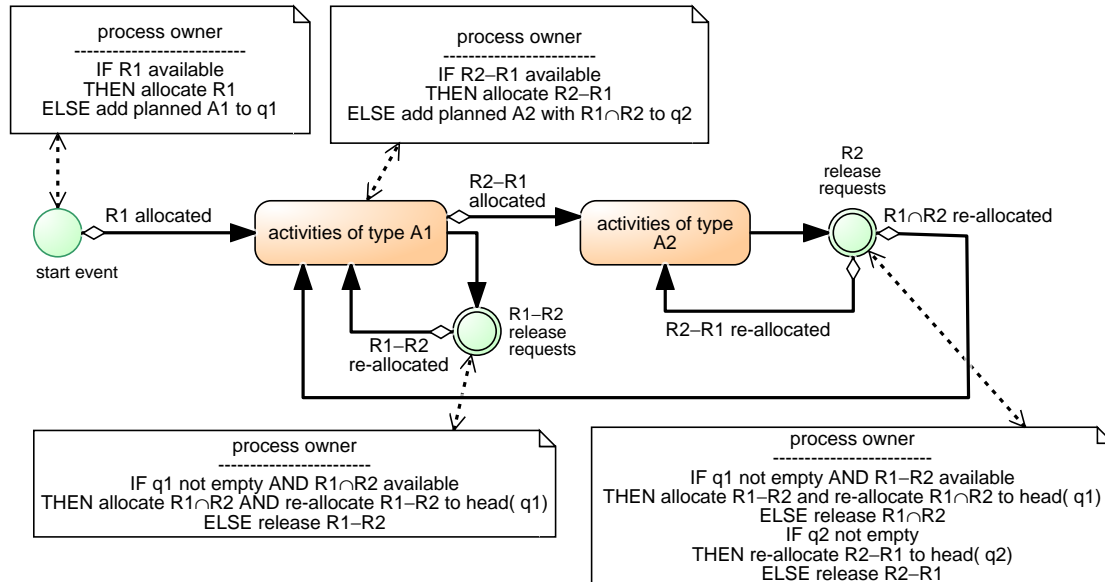 process owner
---------------------------
IF R1 available
THEN allocate R1
ELSE add planned A1 to q1
process owner
------------------------
IF R2–R1 available
THEN allocate R2–R1
ELSE add planned A2 with R1∩R2 to q2
R1 allocated
start event
activities of type A1
R2–R1
allocated
activities of type
A2
R2
release
requests
R1∩R2 re-allocated
R1–R2
re-allocated
R1–R2
release
requests
R2–R1 re-allocated
process owner
------------------------
IF q1 not empty AND R1∩R2 available
THEN allocate R1∩R2 AND re-allocate R1–R2 to head( q1)
ELSE release R1–R2
process owner
-------------------------
IF q1 not empty AND R1–R2 available
THEN allocate R1–R2 and re-allocate R1∩R2 to head( q1)
ELSE release R1∩R2
IF q2 not empty
THEN re-allocate R2–R1 to head( q2)
ELSE release R2–R1